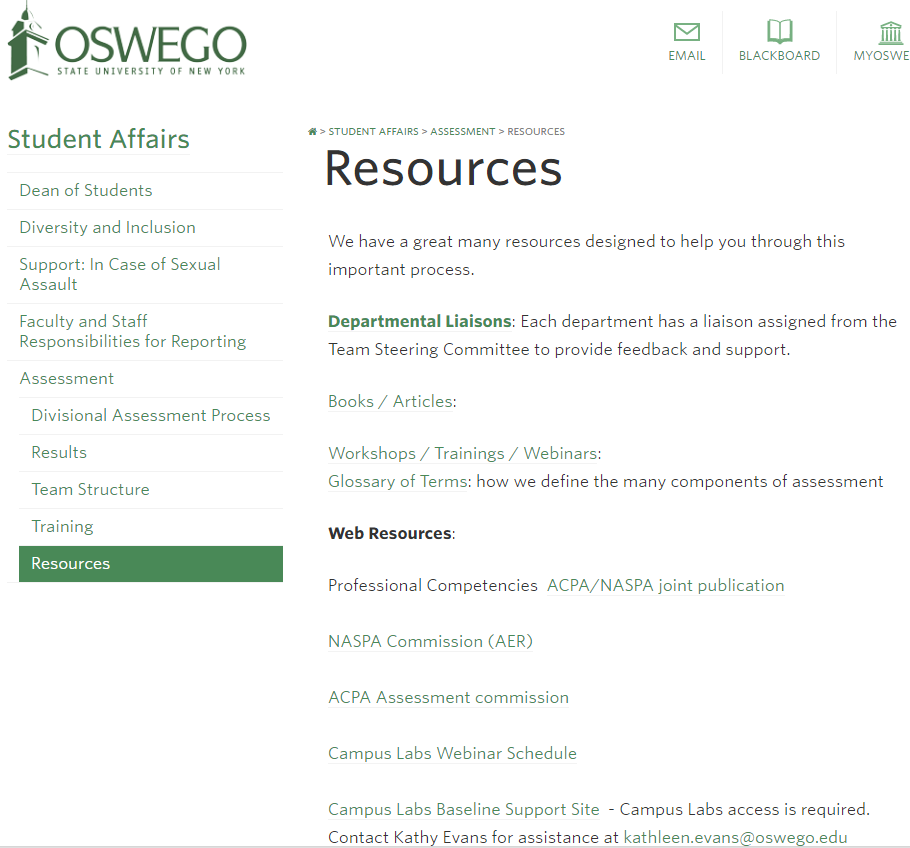 OSWEGO
STATE UNIVERSITY OF NEW YORK
EMAIL
BLACKBOARD
MYOSWE
Student Affairs
Dean of Students
Diversity and Inclusion
Support: In Case of Sexual
Assault
Faculty and Staff
Responsibilities for Reporting
Assessment
Divisional Assessment Process
Results
Team Structure
Training
Resources
> STUDENT AFFAIRS > ASSESSMENT > RESOURCES
Resources
We have a great many resources designed to help you through this
important process.
Departmental Liaisons: Each department has a liaison assigned from the
Team Steering Committee to provide feedback and support.
Books / Articles:
Workshops / Trainings / Webinars:
Glossary of Terms: how we define the many components of assessment
Web Resources:
Professional Competencies ACPA/NASPA joint publication
NASPA Commission (AER)
ACPA Assessment commission
Campus Labs Webinar Schedule
Campus Labs Baseline Support Site - Campus Labs access is required.
Contact Kathy Evans for assistance at kathleen.evans@oswego.edu